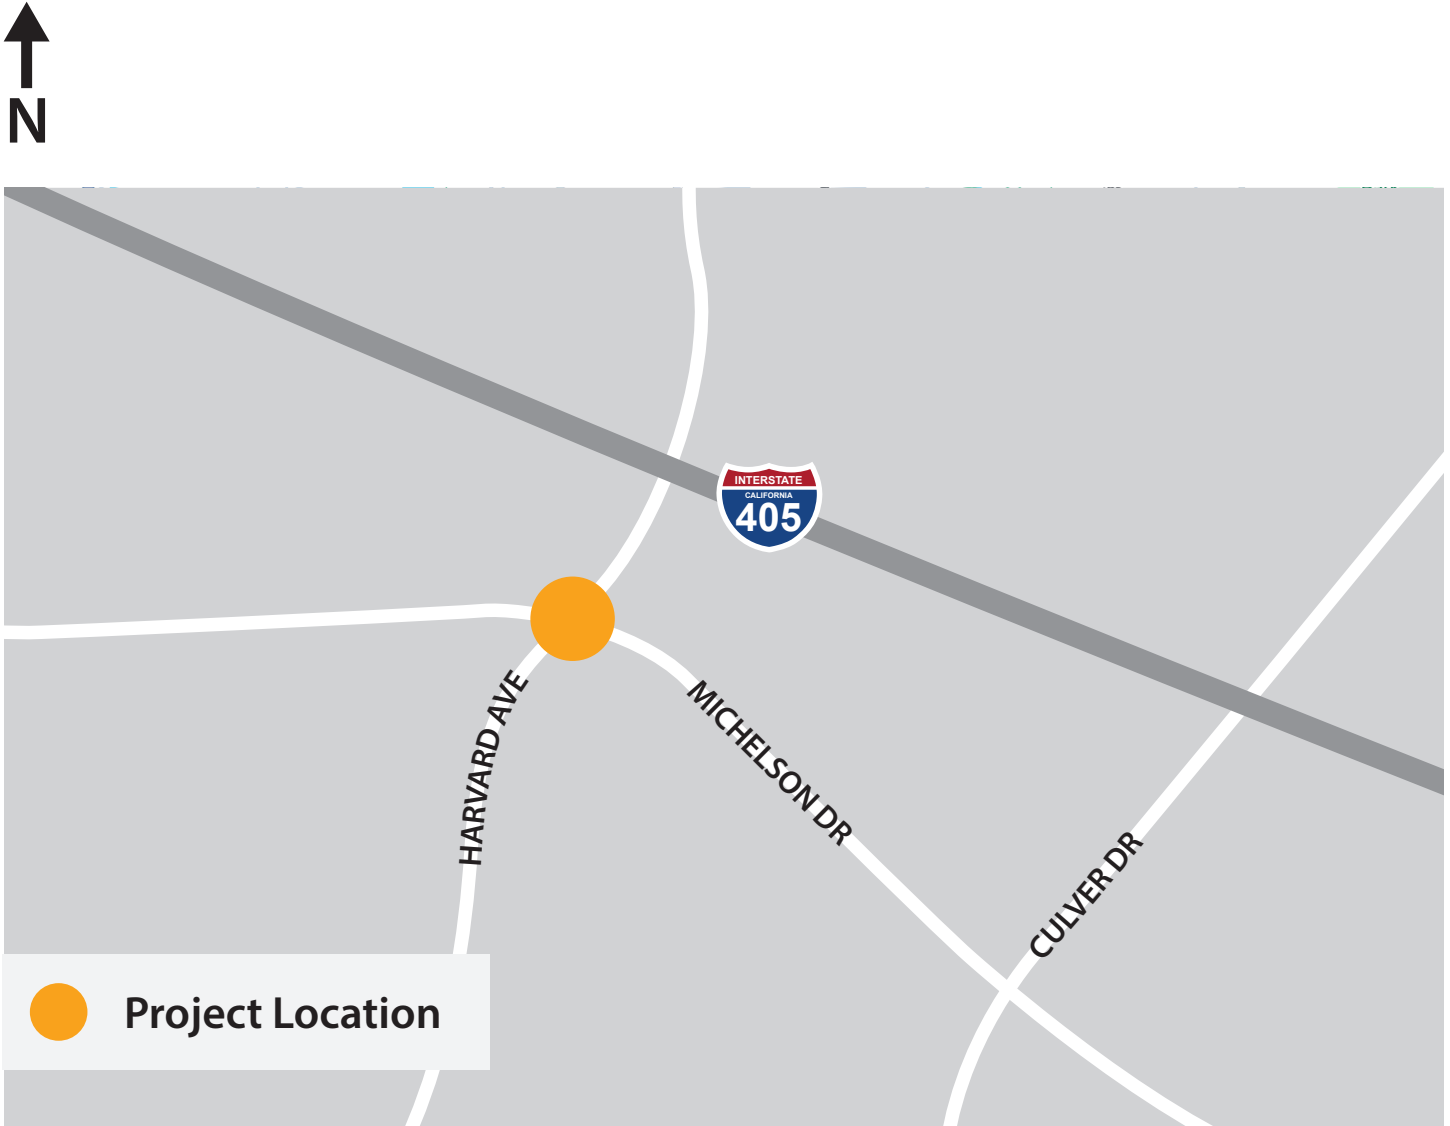 N
INTERSTATE
CALIFORNIA
405
HARVARD AVE
MICHELSON DR
CULVER DR
Project Location